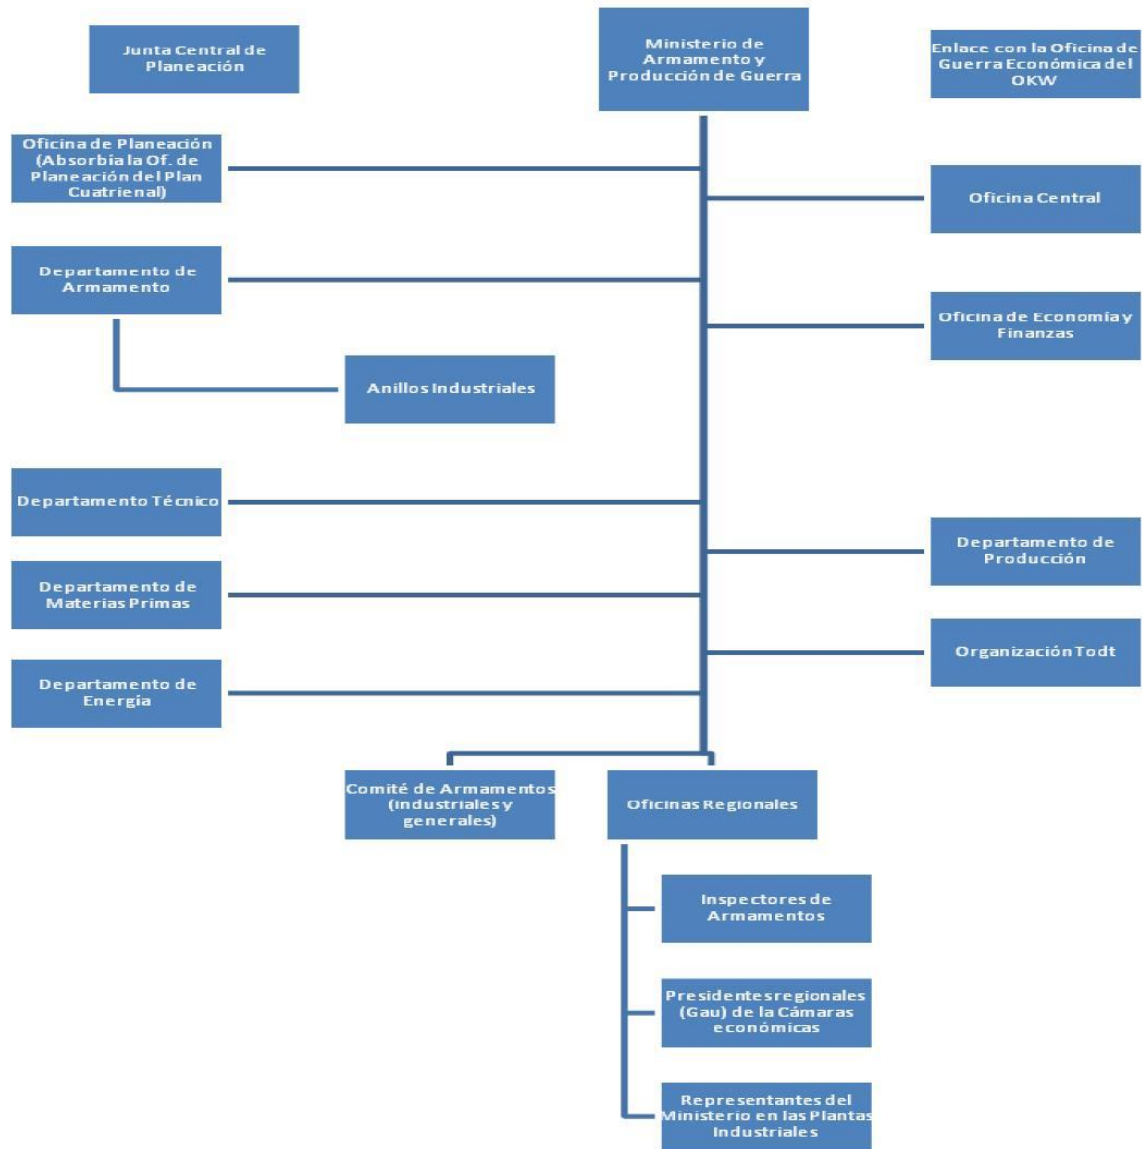 Junta Central de
Planeación
Ministerio de
Armamento y
Producción de Guerra
Enlace con la Oficina de
Guerra Económica del
OKW
Oficina de Planeación
(Absorbía la Of. de
Planeación del Plan
Cuatrienal)
Oficina Central
Departamento de
Armamento
Oficina de Economía y
Finanzas
Anillos Industriales
Departamento Técnico
Departamento de
Producción
Departamento de
Materias Primas
Organización Todt
Departamento de
Energía
Comité de Armamentos
(industriales y
generales)
Oficinas Regionales
Inspectores de
Armamentos
Presidentes regionales
(Gau) de la Cámaras
económicas
Representantes del
Ministerio en las Plantas
Industriales